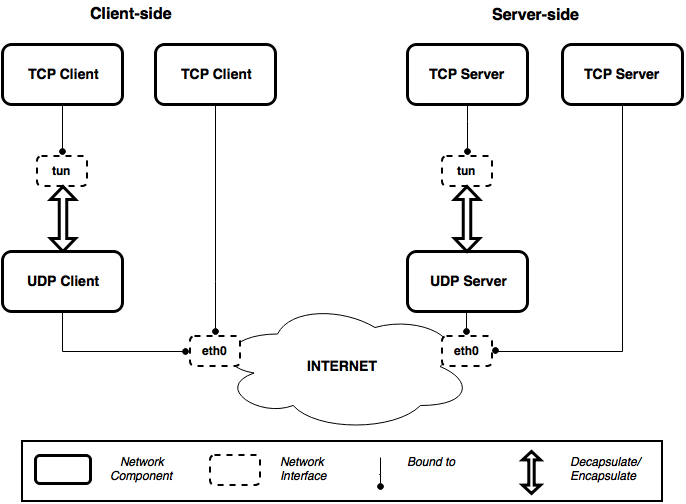 Client-side
Server-side
TCP Client
TCP Client
TCP Server
TCP Server
tun
tun
UDP Client
UDP Server
eth0
INTERNET
eth0
Network
Component
Network
Interface
Bound to
Decapsulate/
Encapsulate